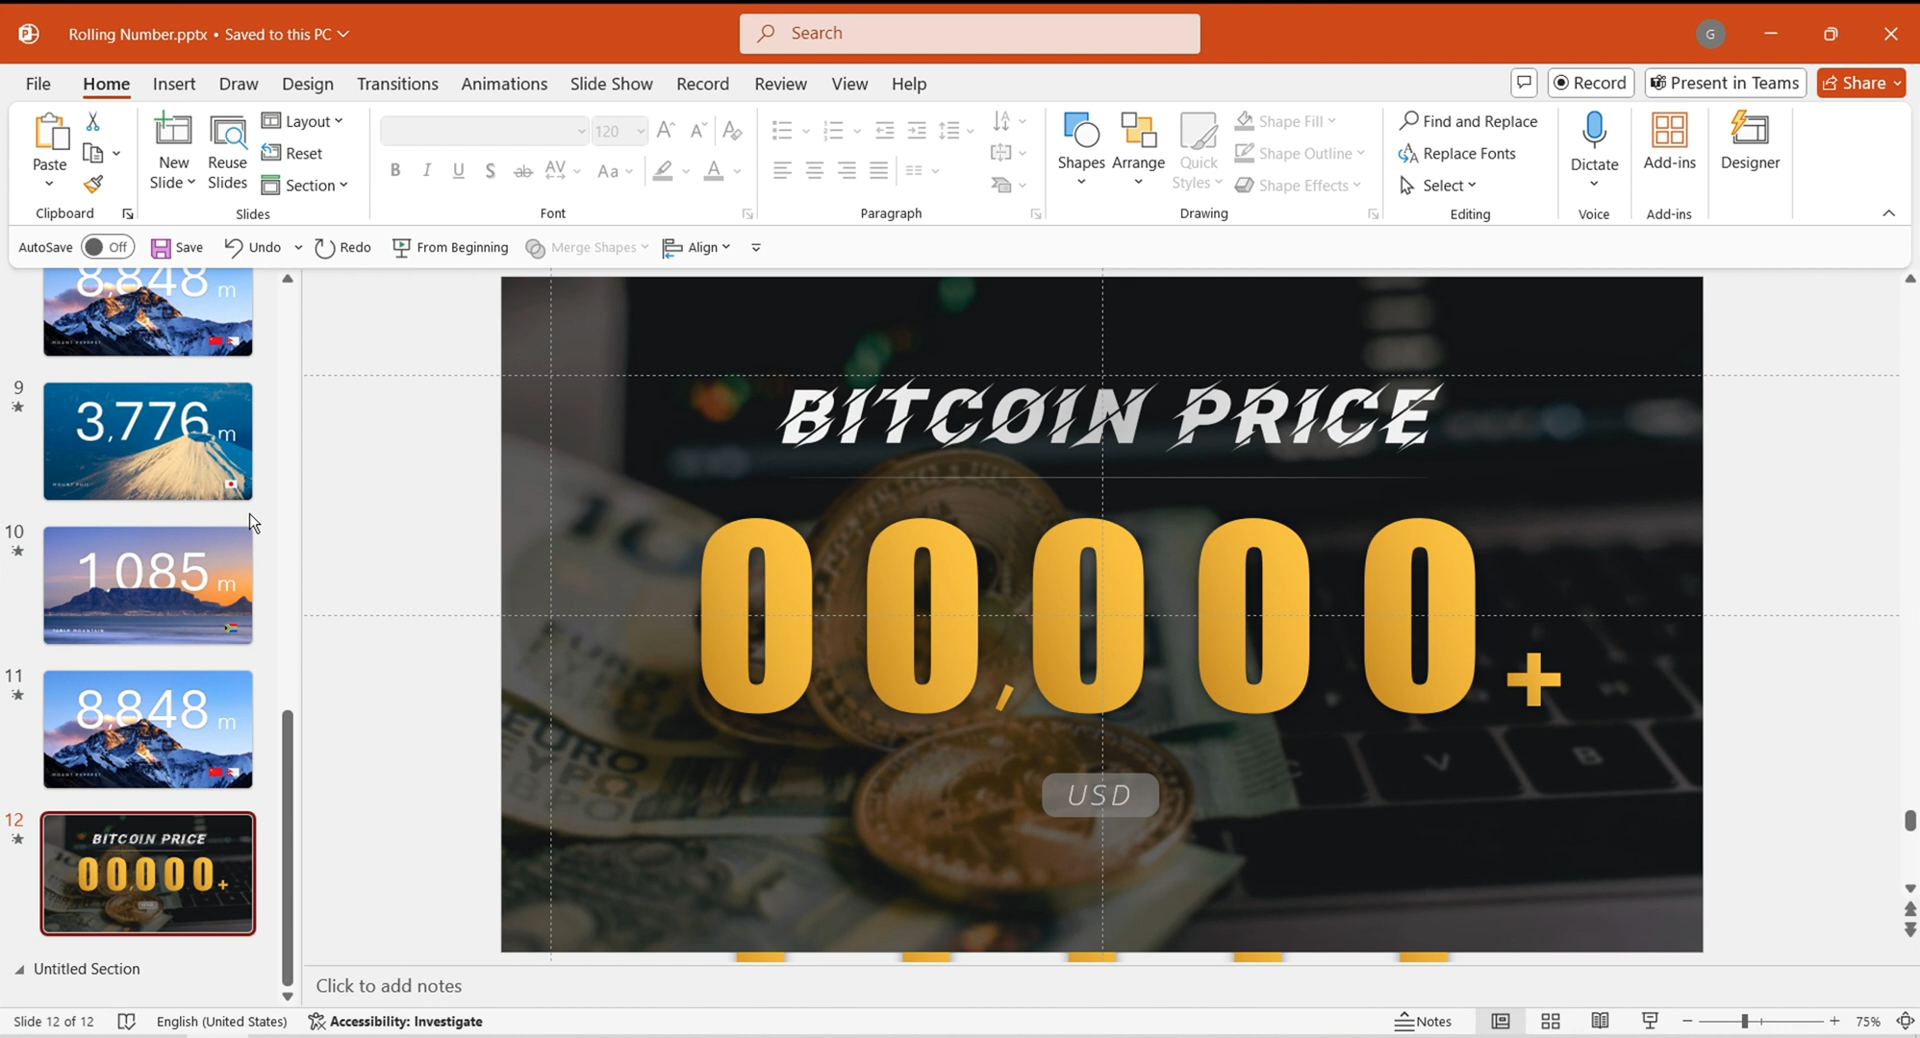 Rolling Number.pptx • Saved to this PC
Search
G
File Home Insert Draw Design Transitions Animations Slide Show Record Review View Help
Record
Present in Teams
Share
Paste
New Slide
Reuse Slides
Layout
Reset
Section
120
B I U S ab AV Aa A
Shapes
Arrange
Quick Styles
Shape Fill
Shape Outline
Shape Effects
Find and Replace
Replace Fonts
Select
Dictate
Add-ins
Designer
Clipboard
Slides
Font
Paragraph
Drawing
Editing
Voice
Add-ins
AutoSave Off Save Undo Redo From Beginning Merge Shapes Align
8,848 m
9
3,776 m
10
1 085 m
11
8,848 m
12
BITCOIN PRICE
00,000+
Untitled Section
BITCOIN PRICE
00,000+
USD
V
B
Click to add notes
Slide 12 of 12
English (United States)
Accessibility: Investigate
Notes
75%